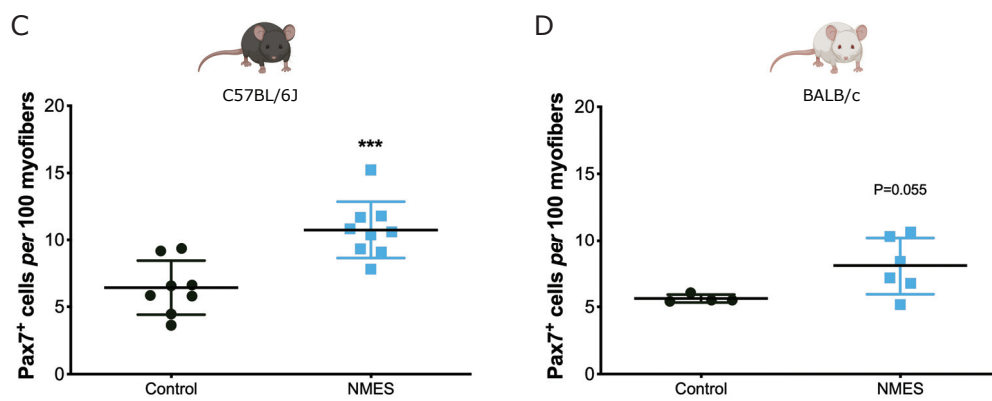 C
C57BL/6J
Pax7⁺ cells per 100 myofibers
20
15
10
5
0
***
Control
NMES
D
BALB/c
Pax7⁺ cells per 100 myofibers
20
15
10
5
0
P=0.055
Control
NMES